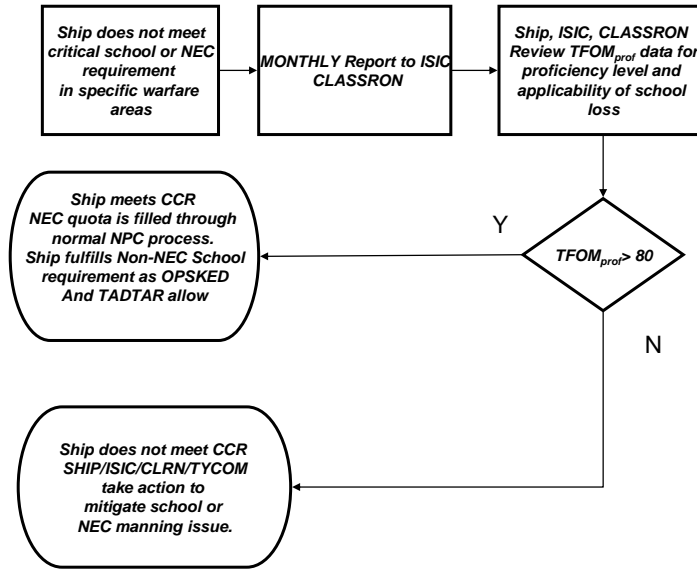 Ship does not meet
critical school or NEC
requirement
in specific warfare
areas
MONTHLY Report to ISIC
CLASSRON
Ship, ISIC, CLASSRON
Review TFOMprof data for
proficiency level and
applicability of school
loss
Ship meets CCR
NEC quota is filled through
normal NPC process.
Ship fulfills Non-NEC School
requirement as OPSKED
And TADTAR allow
Y
TFOMprof> 80
N
Ship does not meet CCR
SHIP/ISIC/CLRN/TYCOM
take action to
mitigate school or
NEC manning issue.